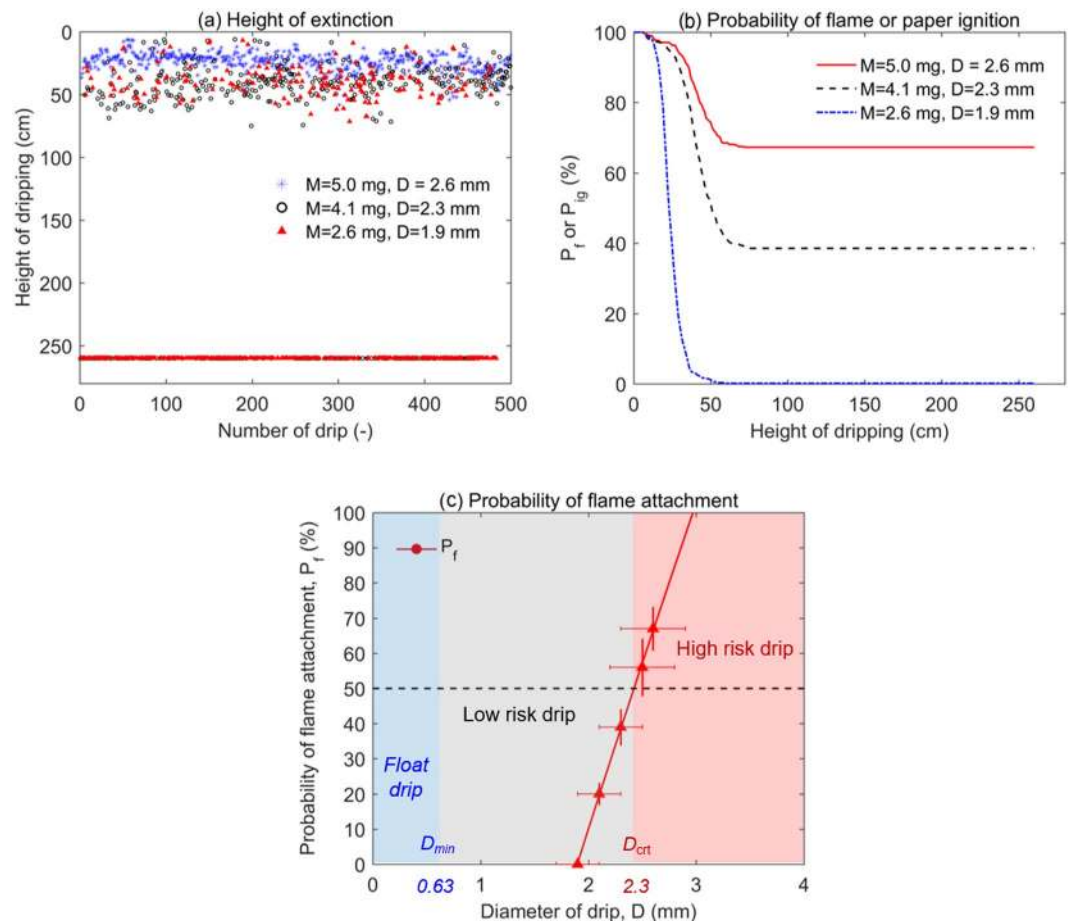 (a) Height of extinction
0
50
100
150
200
250
Height of dripping (cm)
M=5.0 mg, D = 2.6 mm
M=4.1 mg, D=2.3 mm
M=2.6 mg, D=1.9 mm
0
100
200
300
400
500
Number of drip (-)
(b) Probability of flame or paper ignition
100
80
60
40
20
0
P_f or P_ig (%)
M=5.0 mg, D = 2.6 mm
M=4.1 mg, D=2.3 mm
M=2.6 mg, D=1.9 mm
0
50
100
150
200
250
Height of dripping (cm)
(c) Probability of flame attachment
100
90
80
70
60
50
40
30
20
10
0
Probability of flame attachment, P_f (%)
P_f
High risk drip
Low risk drip
Float
drip
D_min
D_crt
0
0.63
1
2
2.3
3
4
Diameter of drip, D (mm)